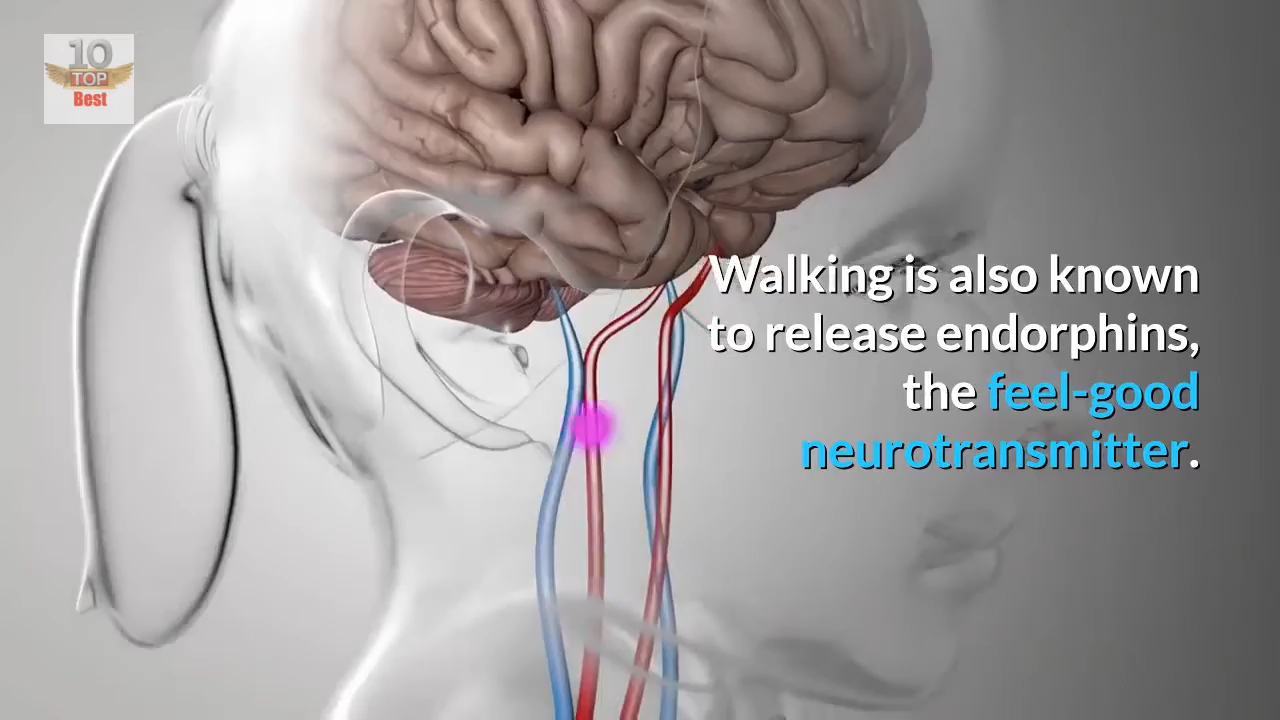 10
TOP
Best
Walking is also known
to release endorphins,
the feel-good
neurotransmitter.